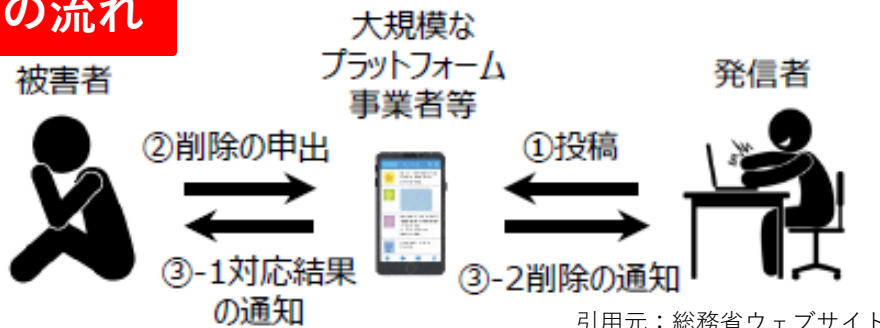 の流れ
大規模な
プラットフォーム
事業者等
被害者
発信者
②削除の申出
①投稿
③-1対応結果
の通知
③-2削除の通知
引用元：総務省ウェブサイト